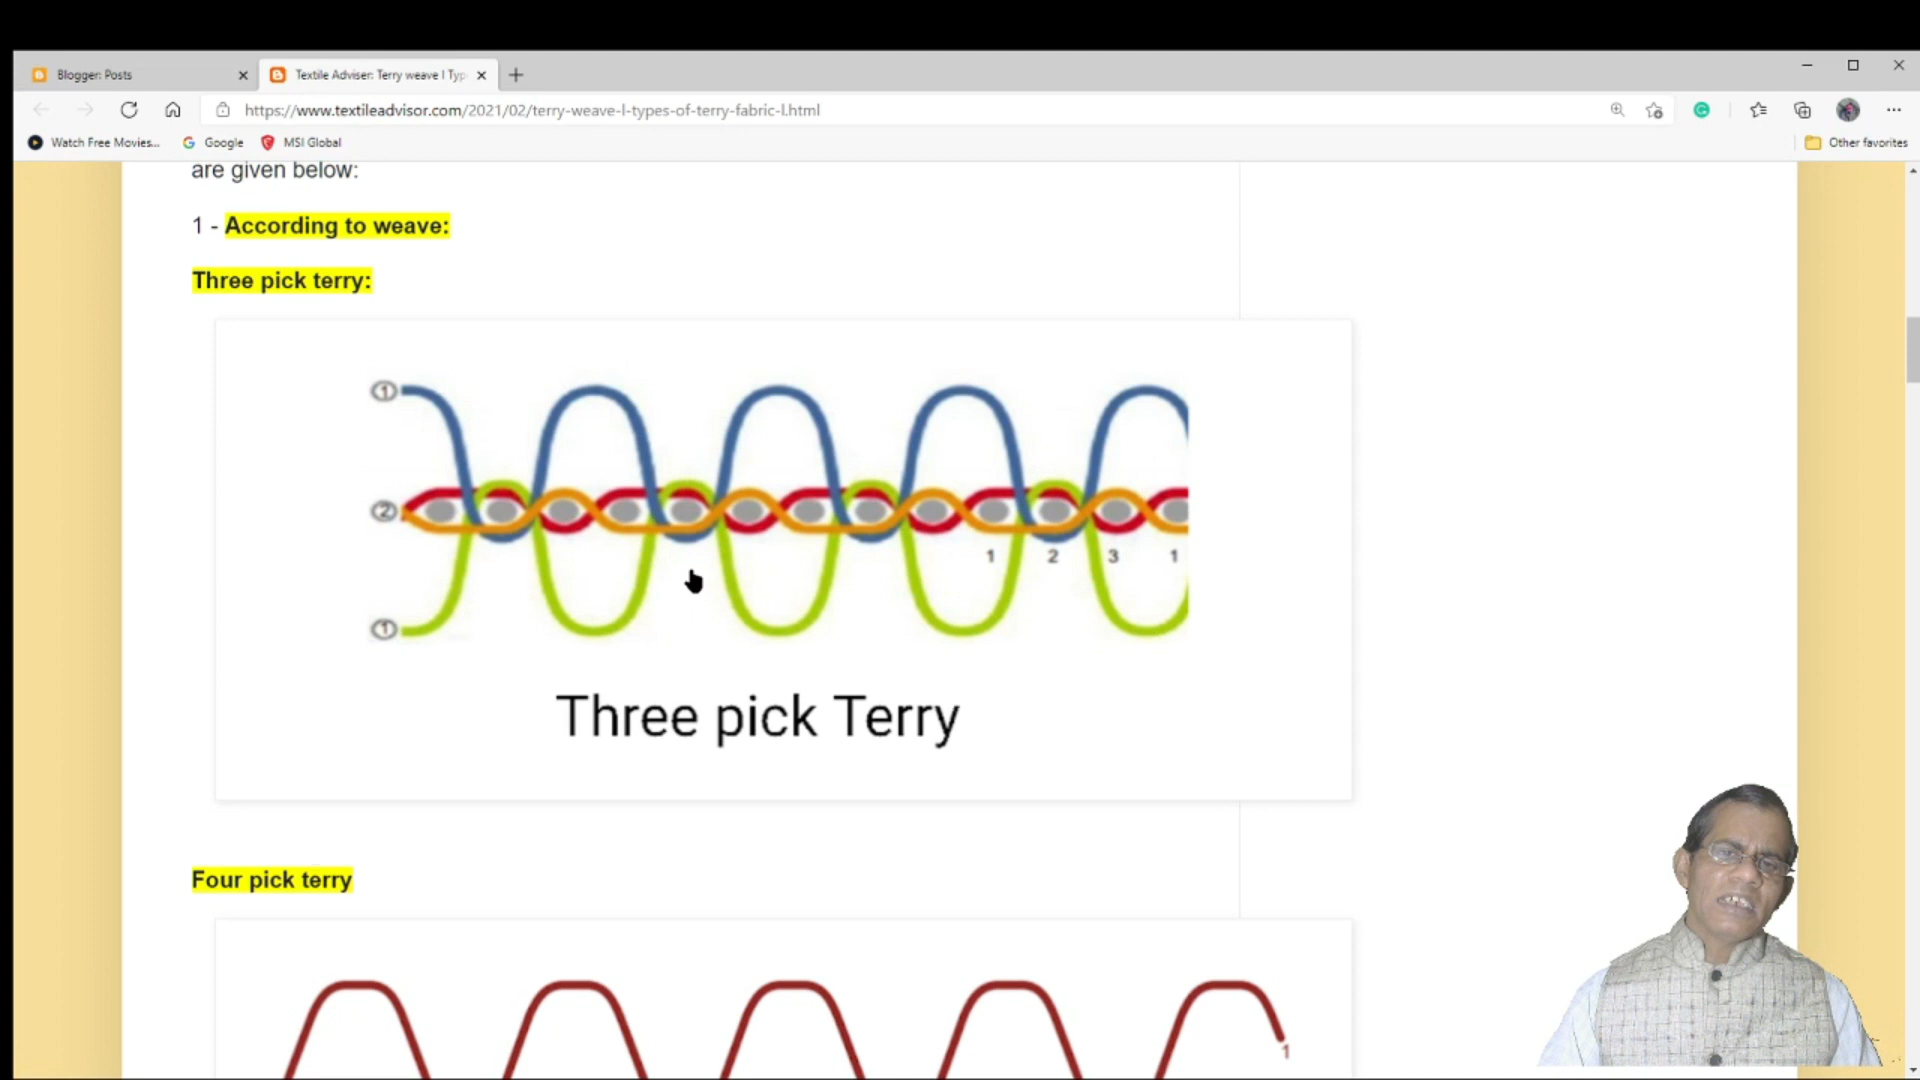 Blogger: Posts
Textile Adviser: Terry weave l Typ
https://www.textileadvisor.com/2021/02/terry-weave-l-types-of-terry-fabric-l.html
Watch Free Movies...
Google
MSI Global
Other favorites
are given below:
1 - According to weave:
Three pick terry:
1
2
1 2 3 1
1
Three pick Terry
Four pick terry
1